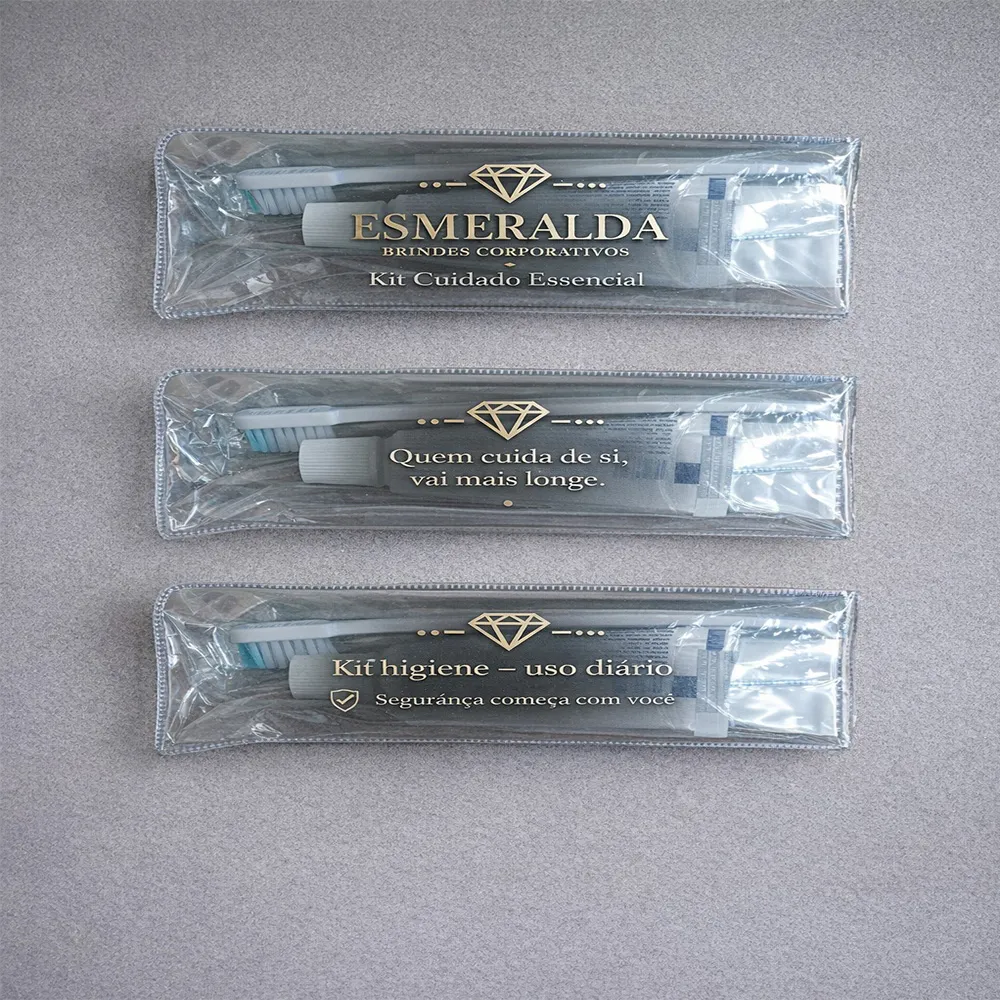 ESMERALDA
BRINDES CORPORATIVOS
Kit Cuidado Essencial
Quem cuida de si,
vai mais longe.
Kit higiene – uso diário
Seguránça começa com você